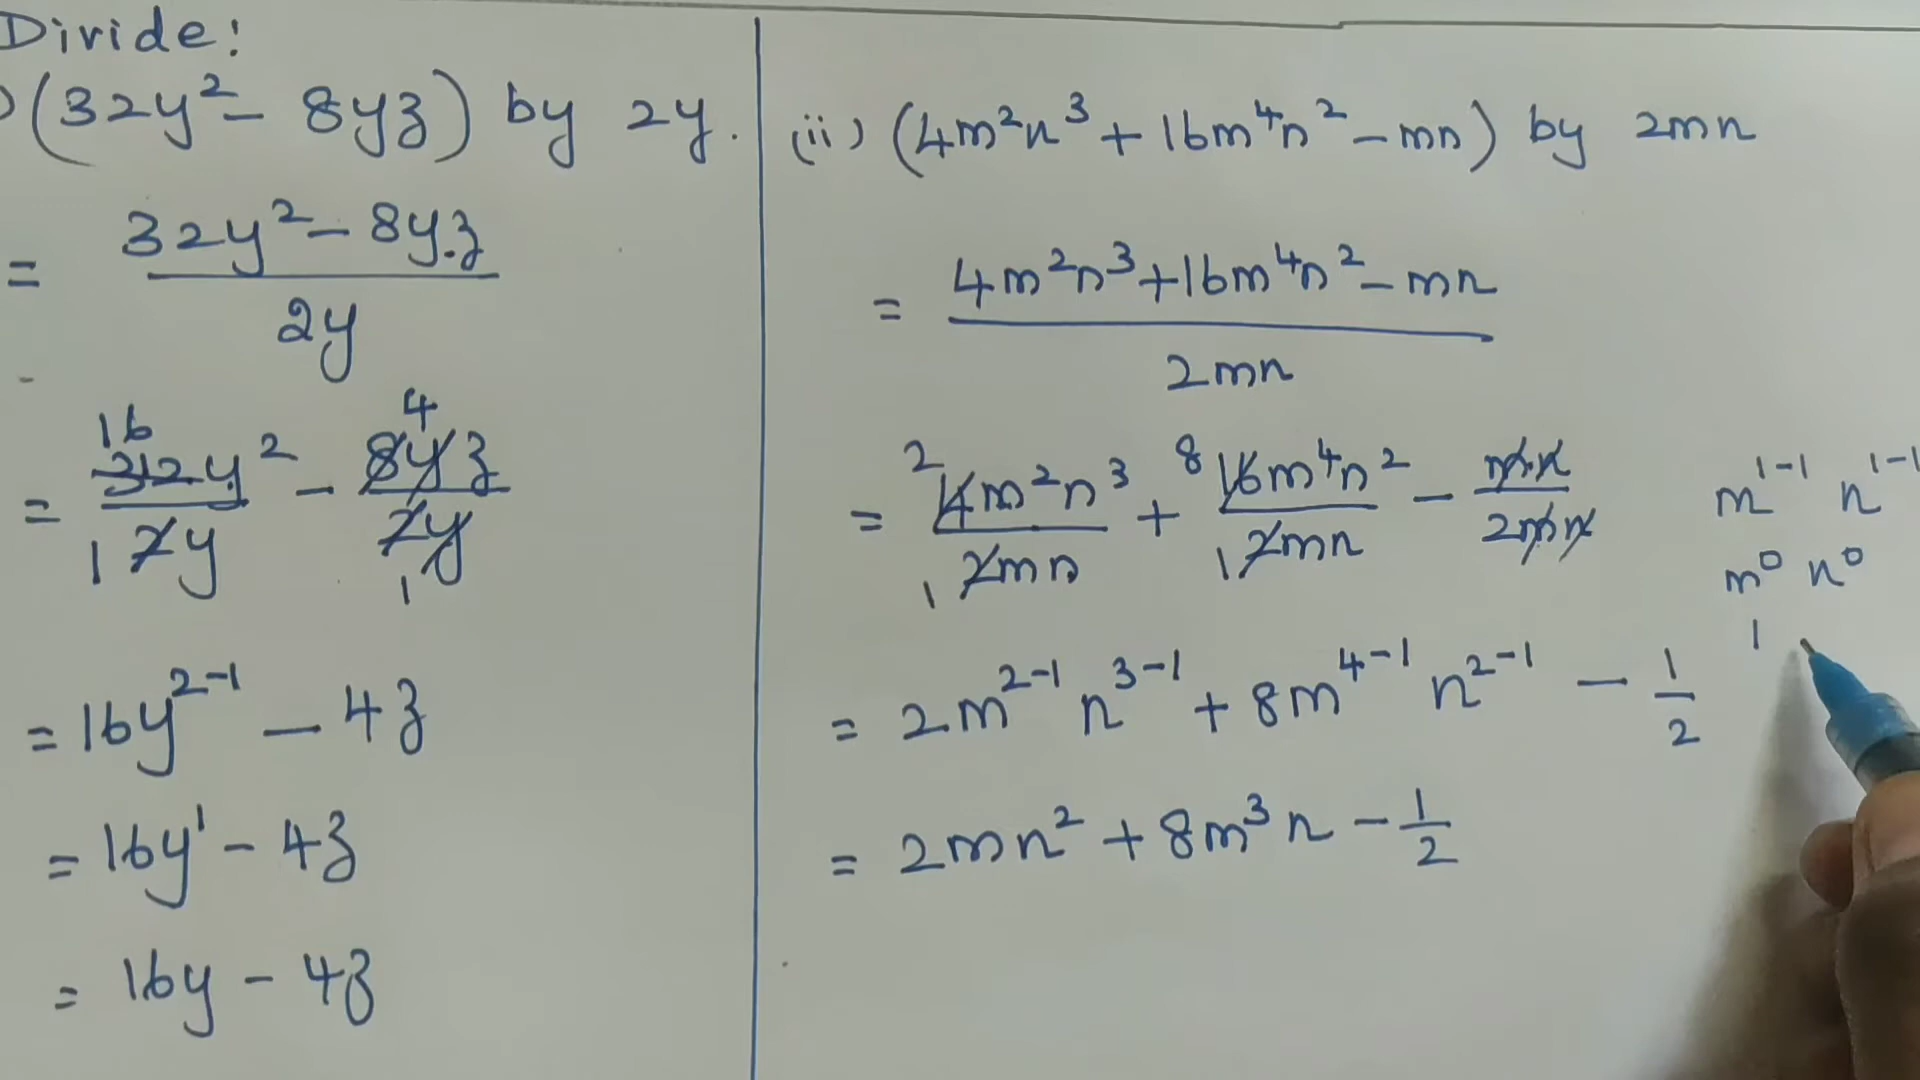 Divide:
) (32y² - 8yz) by 2y.
= 32y² - 8y.z / 2y
= 16 32y² / 1 2y - 4 8yz / 1 2y
= 16y²⁻¹ - 4z
= 16y¹ - 4z
= 16y - 4z
(ii) (4m²n³ + 16m⁴n² - mn) by 2mn
= 4m²n³ + 16m⁴n² - mn / 2mn
= 2 4m²n³ / 1 2mn + 8 16m⁴n² / 1 2mn - mn / 2mn
= 2m²⁻¹ n³⁻¹ + 8m⁴⁻¹ n²⁻¹ - 1/2
= 2mn² + 8m³n - 1/2
m¹⁻¹ n¹⁻¹
m⁰ n⁰
1